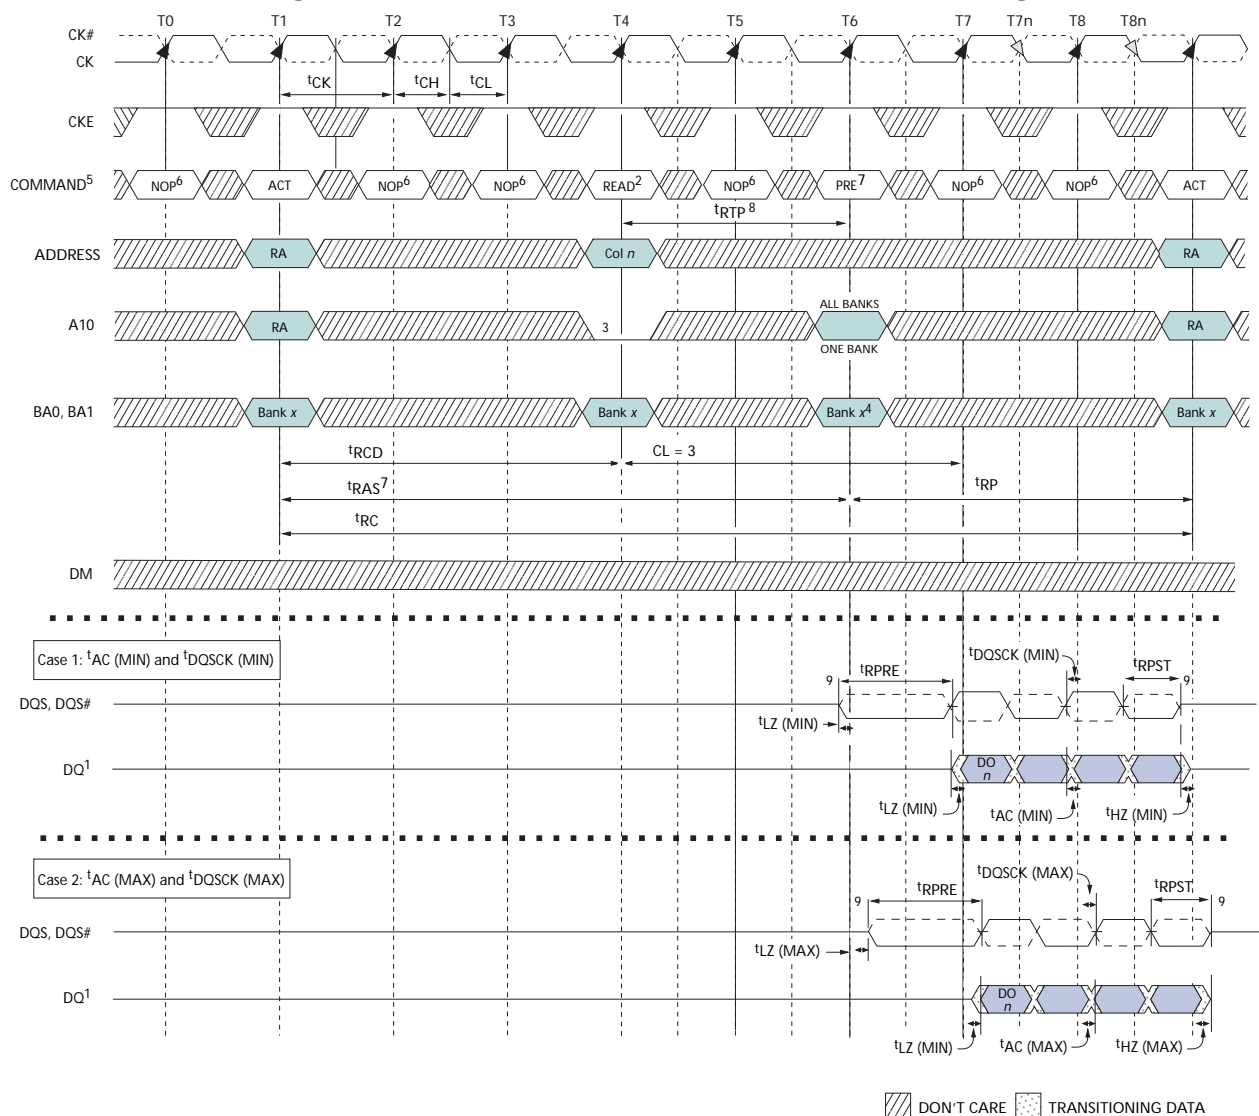 T0 T1 T2 T3 T4 T5 T6 T7 T7n T8 T8n
CK#
CK
tCK tCH tCL
CKE
COMMAND5 NOP6 ACT NOP6 NOP6 READ2 NOP6 PRE7 NOP6 NOP6 ACT
tRTP 8
ADDRESS RA Col n RA
ALL BANKS
A10 RA 3 RA
ONE BANK
BA0, BA1 Bank x Bank x Bank x4 Bank x
tRCD CL = 3
tRAS7 tRP
tRC
DM
Case 1: tAC (MIN) and tDQSCK (MIN)
tDQSCK (MIN)
9 tRPRE tRPST 9
DQS, DQS#
tLZ (MIN)
DQ1 DO n
tLZ (MIN) tAC (MIN) tHZ (MIN)
Case 2: tAC (MAX) and tDQSCK (MAX)
tDQSCK (MAX)
9 tRPRE tRPST 9
DQS, DQS#
tLZ (MAX)
DQ1 DO n
tLZ (MIN) tAC (MAX) tHZ (MAX)
DON'T CARE TRANSITIONING DATA